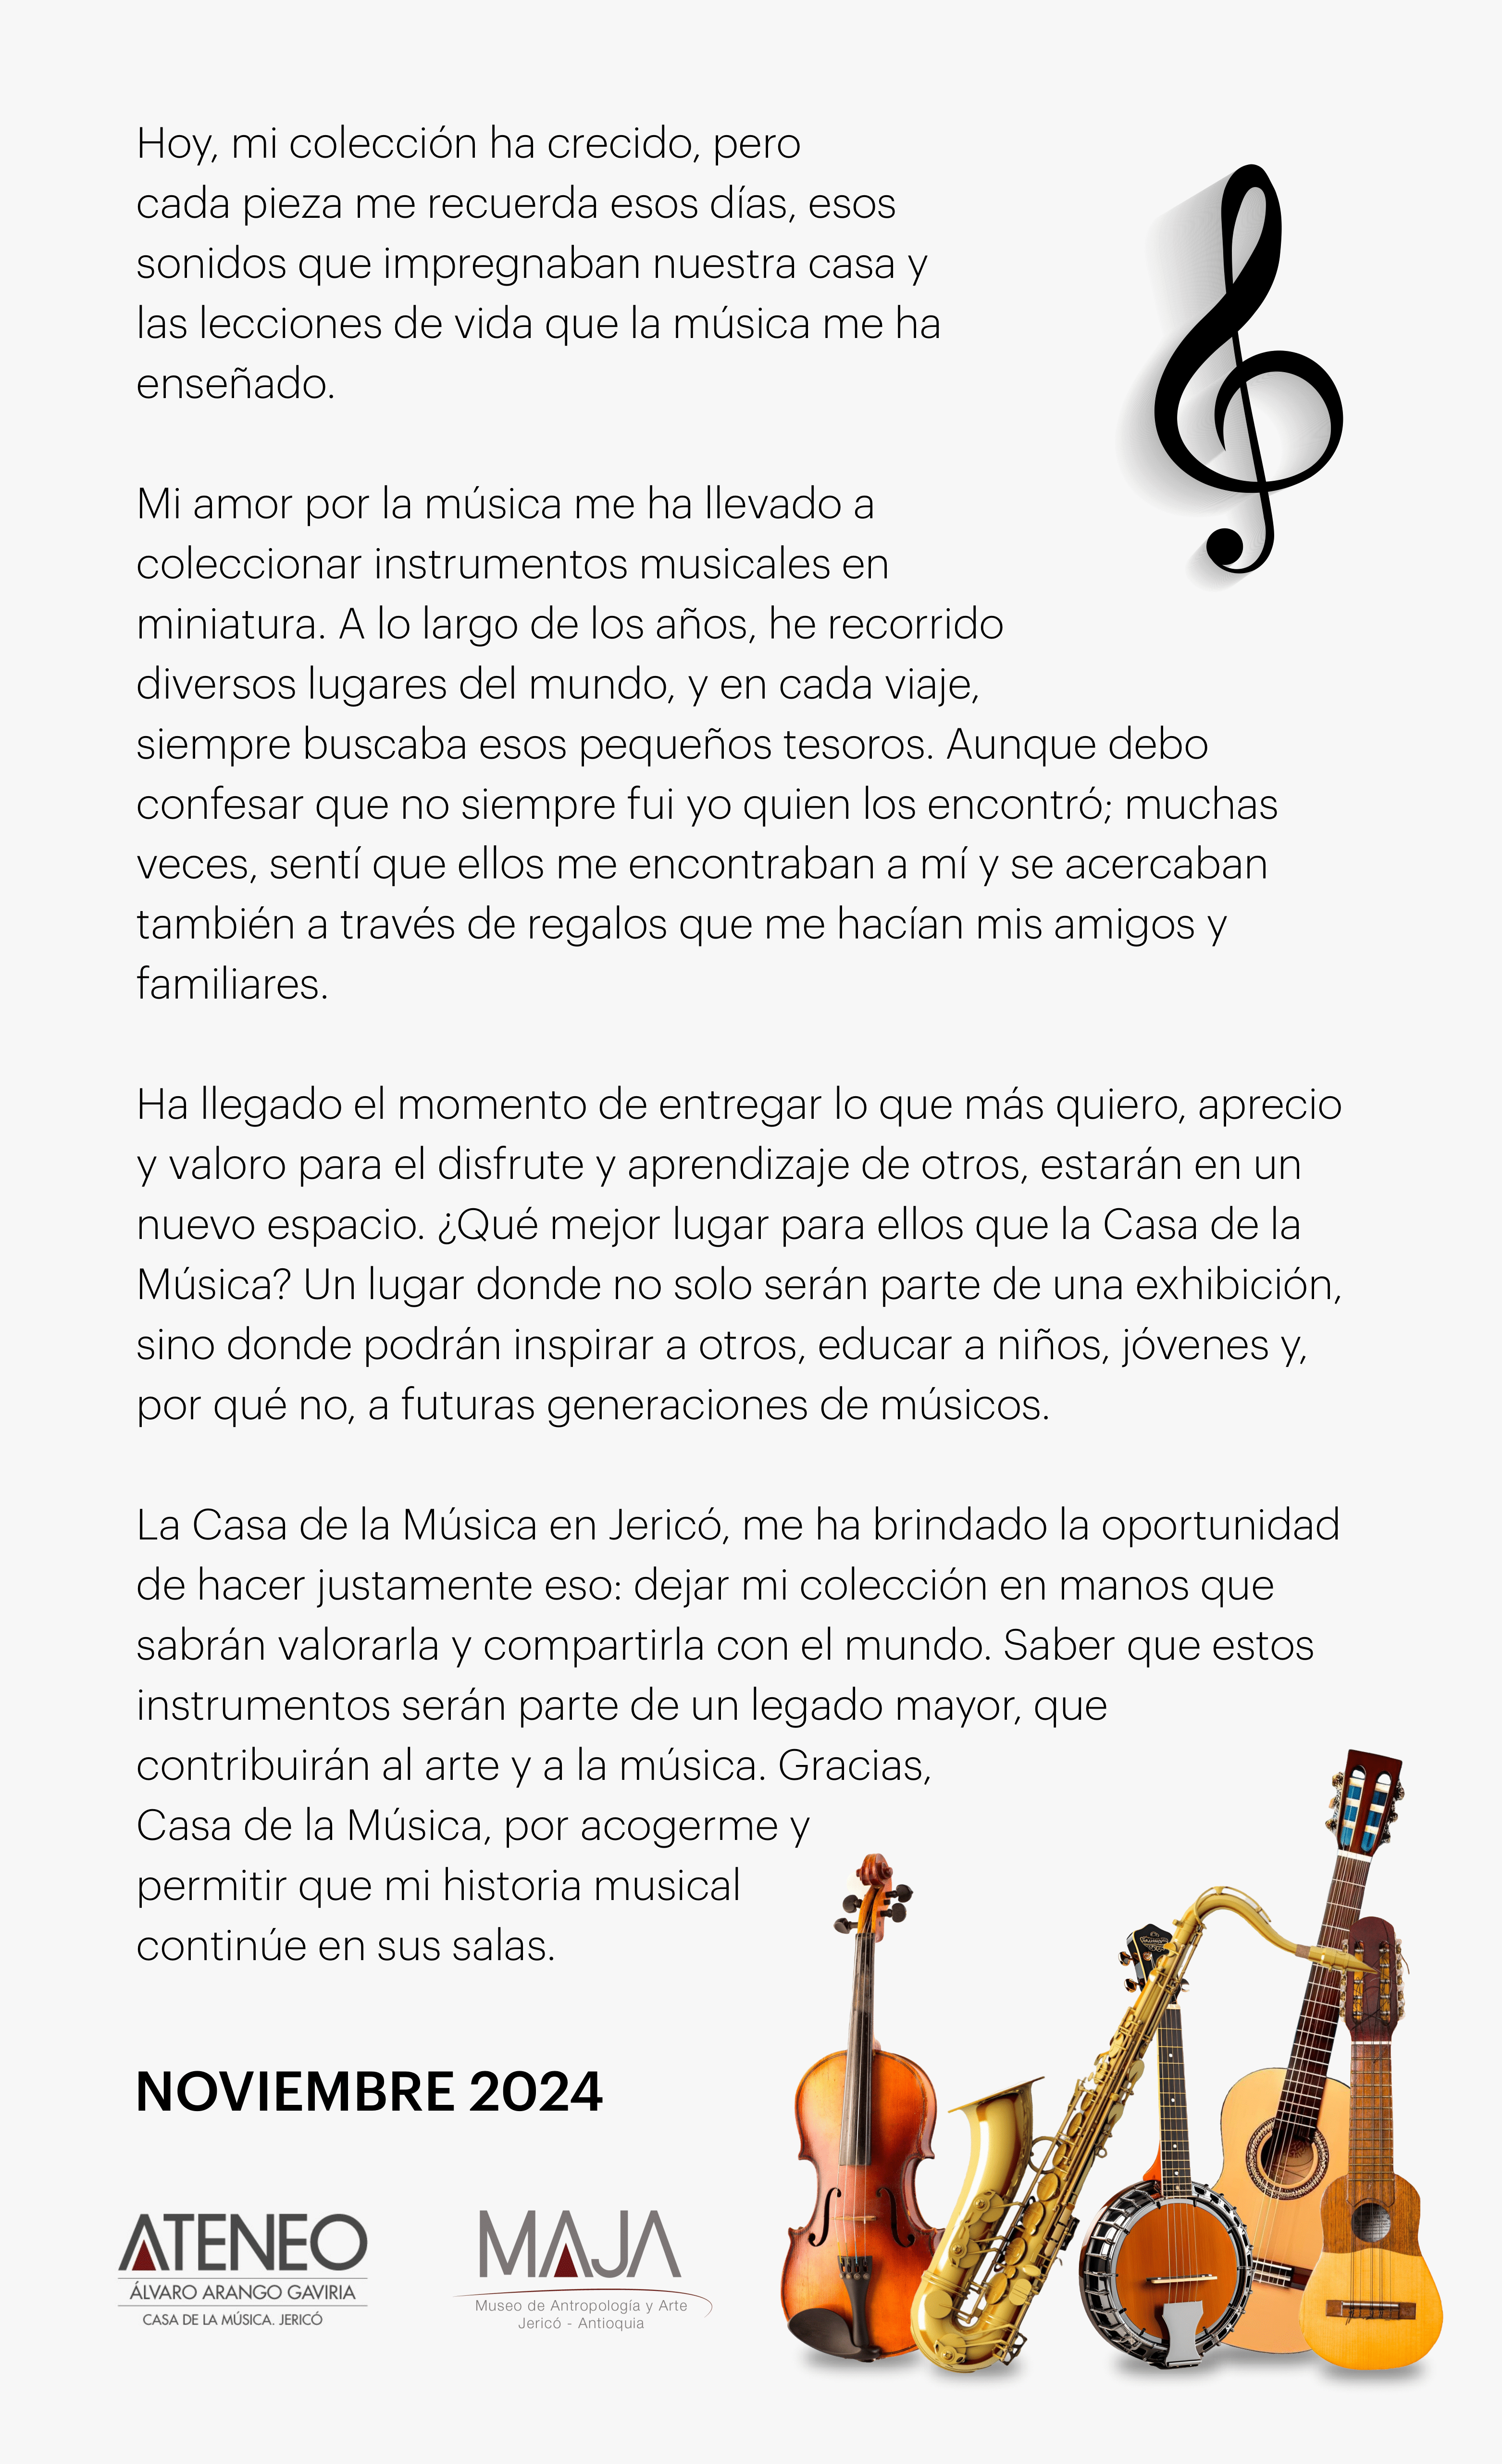 Hoy, mi colección ha crecido, pero
cada pieza me recuerda esos días, esos
sonidos que impregnaban nuestra casa y
las lecciones de vida que la música me ha
enseñado.
Mi amor por la música me ha llevado a
coleccionar instrumentos musicales en
miniatura. A lo largo de los años, he recorrido
diversos lugares del mundo, y en cada viaje,
siempre buscaba esos pequeños tesoros. Aunque debo
confesar que no siempre fui yo quien los encontró; muchas
veces, sentí que ellos me encontraban a mí y se acercaban
también a través de regalos que me hacían mis amigos y
familiares.
Ha llegado el momento de entregar lo que más quiero, aprecio
y valoro para el disfrute y aprendizaje de otros, estarán en un
nuevo espacio. ¿Qué mejor lugar para ellos que la Casa de la
Música? Un lugar donde no solo serán parte de una exhibición,
sino donde podrán inspirar a otros, educar a niños, jóvenes y,
por qué no, a futuras generaciones de músicos.
La Casa de la Música en Jericó, me ha brindado la oportunidad
de hacer justamente eso: dejar mi colección en manos que
sabrán valorarla y compartirla con el mundo. Saber que estos
instrumentos serán parte de un legado mayor, que
contribuirán al arte y a la música. Gracias,
Casa de la Música, por acogerme y
permitir que mi historia musical
continúe en sus salas.
NOVIEMBRE 2024
ATENEO
ÁLVARO ARANGO GAVIRIA
CASA DE LA MÚSICA. JERICÓ
MAJA
Museo de Antropología y Arte
Jericó - Antioquia